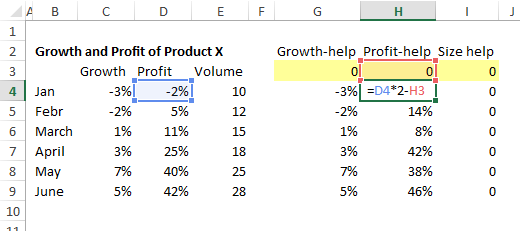 A B C D E F G H I J
1
2 Growth and Profit of Product X Growth-help Profit-help Size help
3 Growth Profit Volume 0 0 0
4 Jan -3% -2% 10 -3% =D4*2-H3 0
5 Febr -2% 5% 12 -2% 14% 0
6 March 1% 11% 15 1% 8% 0
7 April 3% 25% 18 3% 42% 0
8 May 7% 40% 25 7% 38% 0
9 June 5% 42% 28 5% 46% 0
10